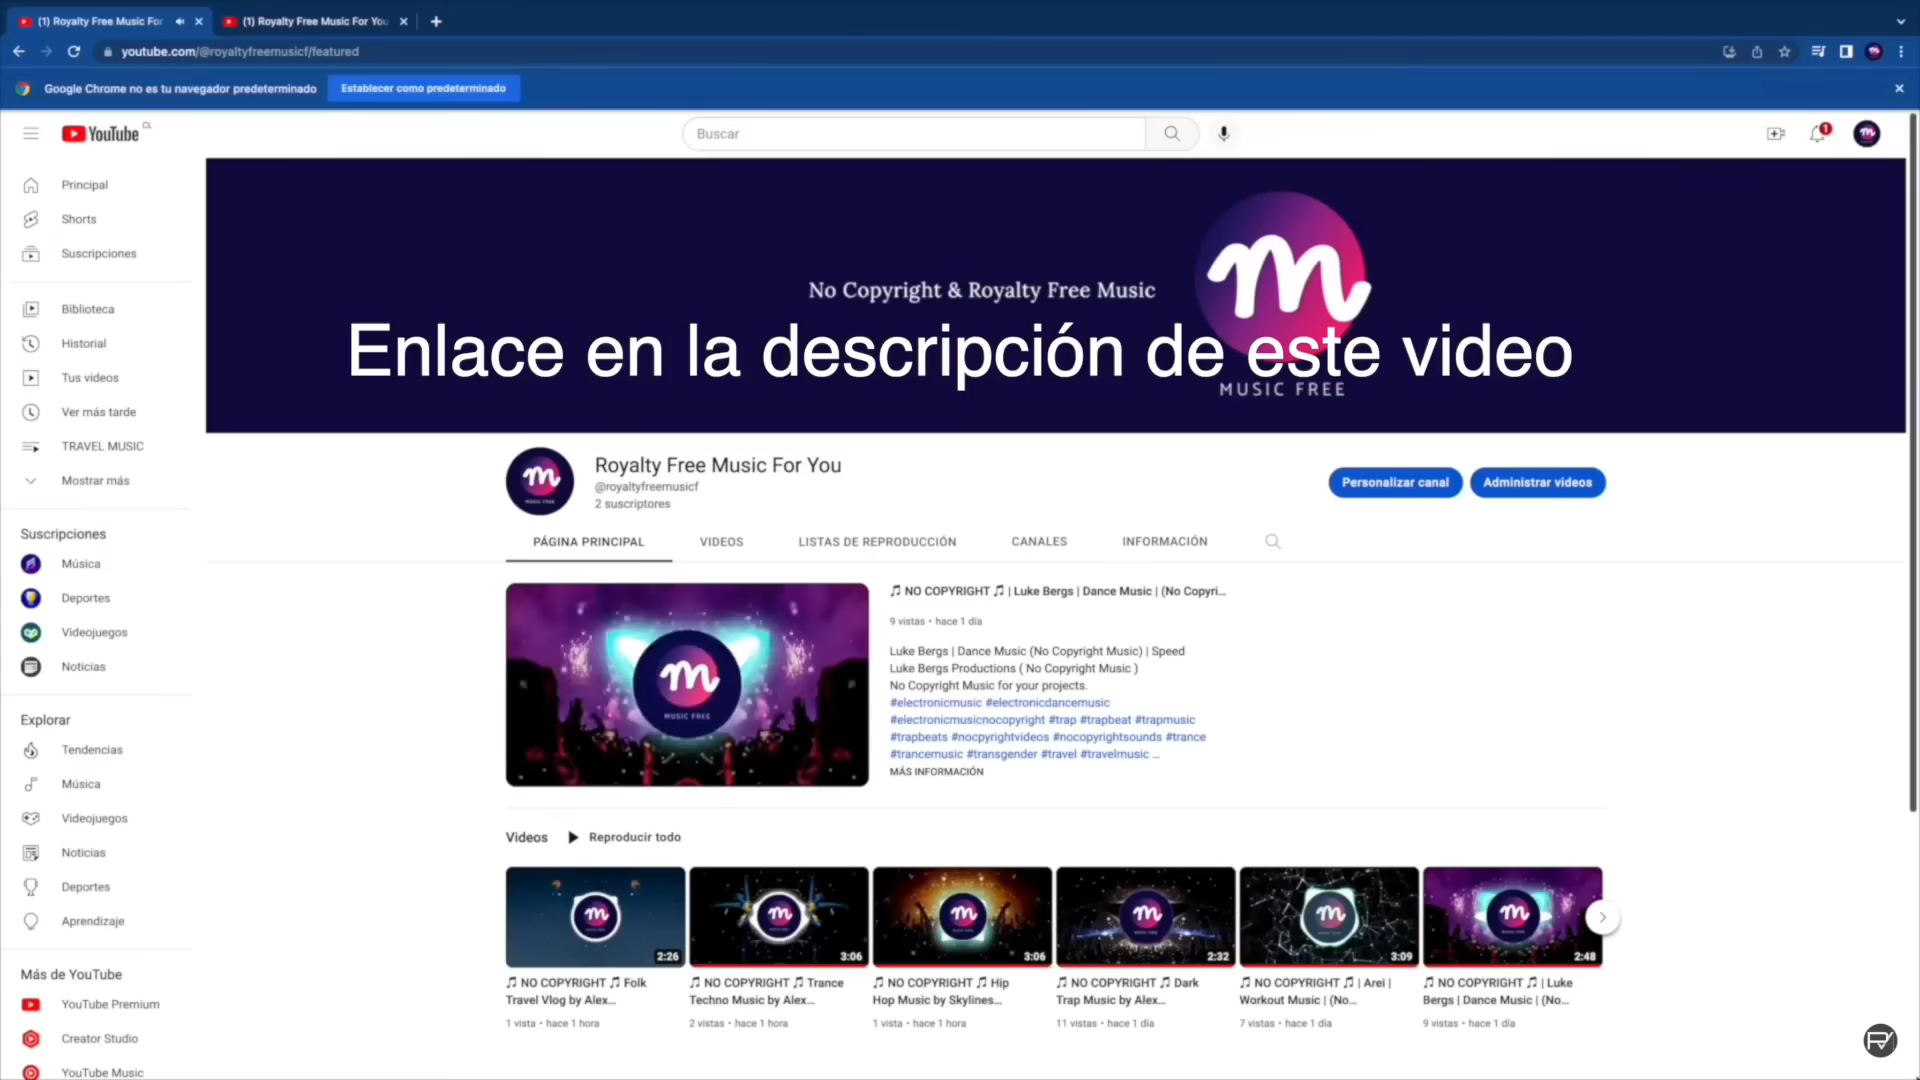 (1) Royalty Free Music For
(1) Royalty Free Music For You
youtube.com/@royaltyfreemusicf/featured
Google Chrome no es tu navegador predeterminado
Establecer como predeterminado
YouTube CL
Buscar
1
Principal
Shorts
Suscripciones
Biblioteca
Historial
Tus videos
Ver más tarde
TRAVEL MUSIC
Mostrar más
Suscripciones
Música
Deportes
Videojuegos
Noticias
Explorar
Tendencias
Música
Videojuegos
Noticias
Deportes
Aprendizaje
Más de YouTube
YouTube Premium
Creator Studio
YouTube Music
No Copyright & Royalty Free Music
m
Enlace en la descripción de este video
MUSIC FREE
Royalty Free Music For You
@royaltyfreemusicf
2 suscriptores
Personalizar canal
Administrar videos
PÁGINA PRINCIPAL
VIDEOS
LISTAS DE REPRODUCCIÓN
CANALES
INFORMACIÓN
m
MUSIC FREE
🎵 NO COPYRIGHT 🎵 | Luke Bergs | Dance Music | (No Copyri...
9 vistas • hace 1 día
Luke Bergs | Dance Music (No Copyright Music) | Speed
Luke Bergs Productions ( No Copyright Music )
No Copyright Music for your projects.
#electronicmusic #electronicdancemusic
#electronicmusicnocopyright #trap #trapbeat #trapmusic
#trapbeats #nocpyrightvideos #nocopyrightsounds #trance
#trancemusic #transgender #travel #travelmusic ...
MÁS INFORMACIÓN
Videos
Reproducir todo
2:26
🎵 NO COPYRIGHT 🎵 Folk
Travel Vlog by Alex...
1 vista • hace 1 hora
3:06
🎵 NO COPYRIGHT 🎵 Trance
Techno Music by Alex...
2 vistas • hace 1 hora
3:06
🎵 NO COPYRIGHT 🎵 Hip
Hop Music by Skylines...
1 vista • hace 1 hora
2:32
🎵 NO COPYRIGHT 🎵 Dark
Trap Music by Alex...
11 vistas • hace 1 día
3:09
🎵 NO COPYRIGHT 🎵 | Arei |
Workout Music | (No...
7 vistas • hace 1 día
2:48
🎵 NO COPYRIGHT 🎵 | Luke
Bergs | Dance Music | (No...
9 vistas • hace 1 día